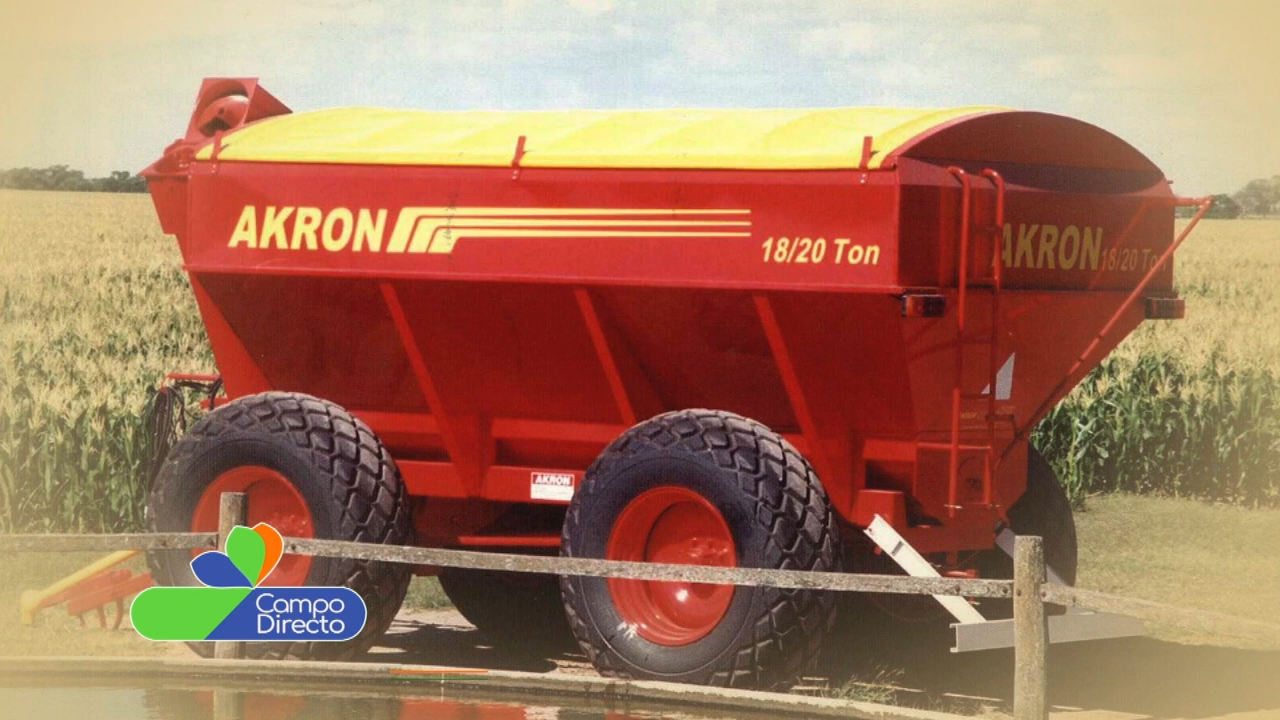 AKRON
18/20 Ton
AKRON 18/20 Ton
AKRON
Campo
Directo